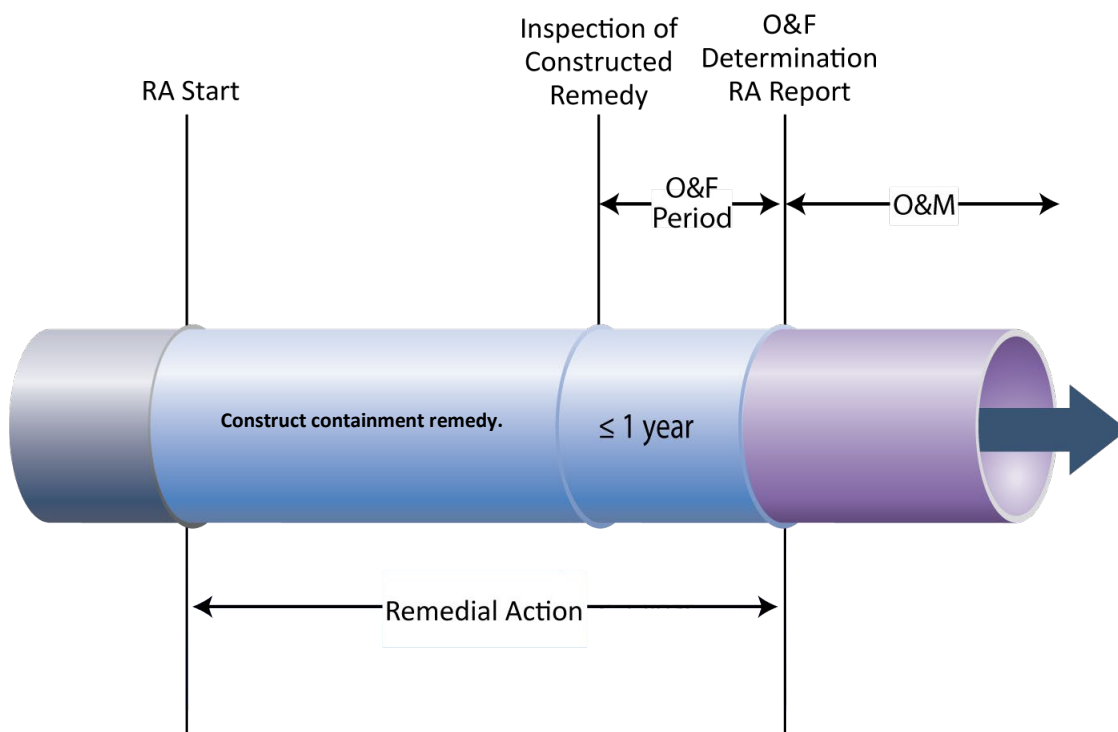 RA Start
Inspection of
Constructed
Remedy
O&F
Determination
RA Report
O&F
Period
O&M
Construct containment remedy.
≤ 1 year
Remedial Action